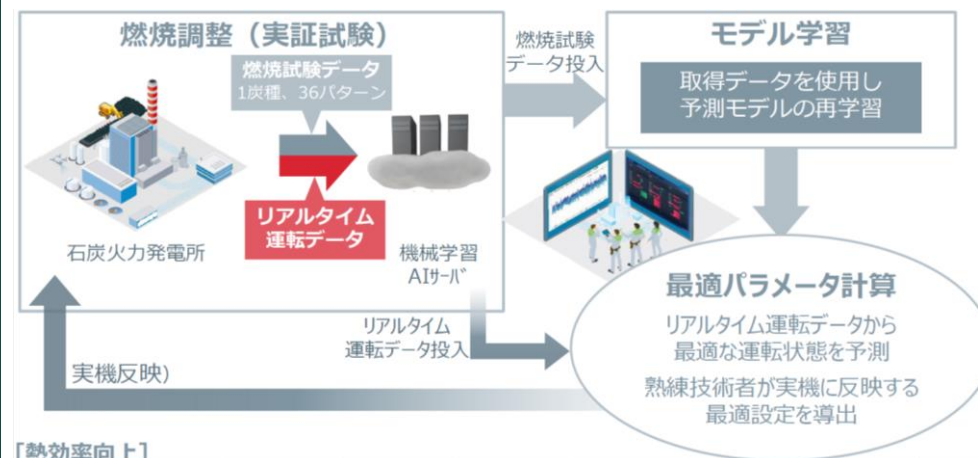 燃焼調整（実証試験）
燃焼試験データ
1炭種、36パターン
リアルタイム
運転データ
石炭火力発電所
機械学習
AIサーバ
燃焼試験
データ投入
モデル学習
取得データを使用し
予測モデルの再学習
最適パラメータ計算
リアルタイム運転データから
最適な運転状態を予測
熟練技術者が実機に反映する
最適設定を導出
リアルタイム
運転データ投入
実機反映)
[熱効率向上]